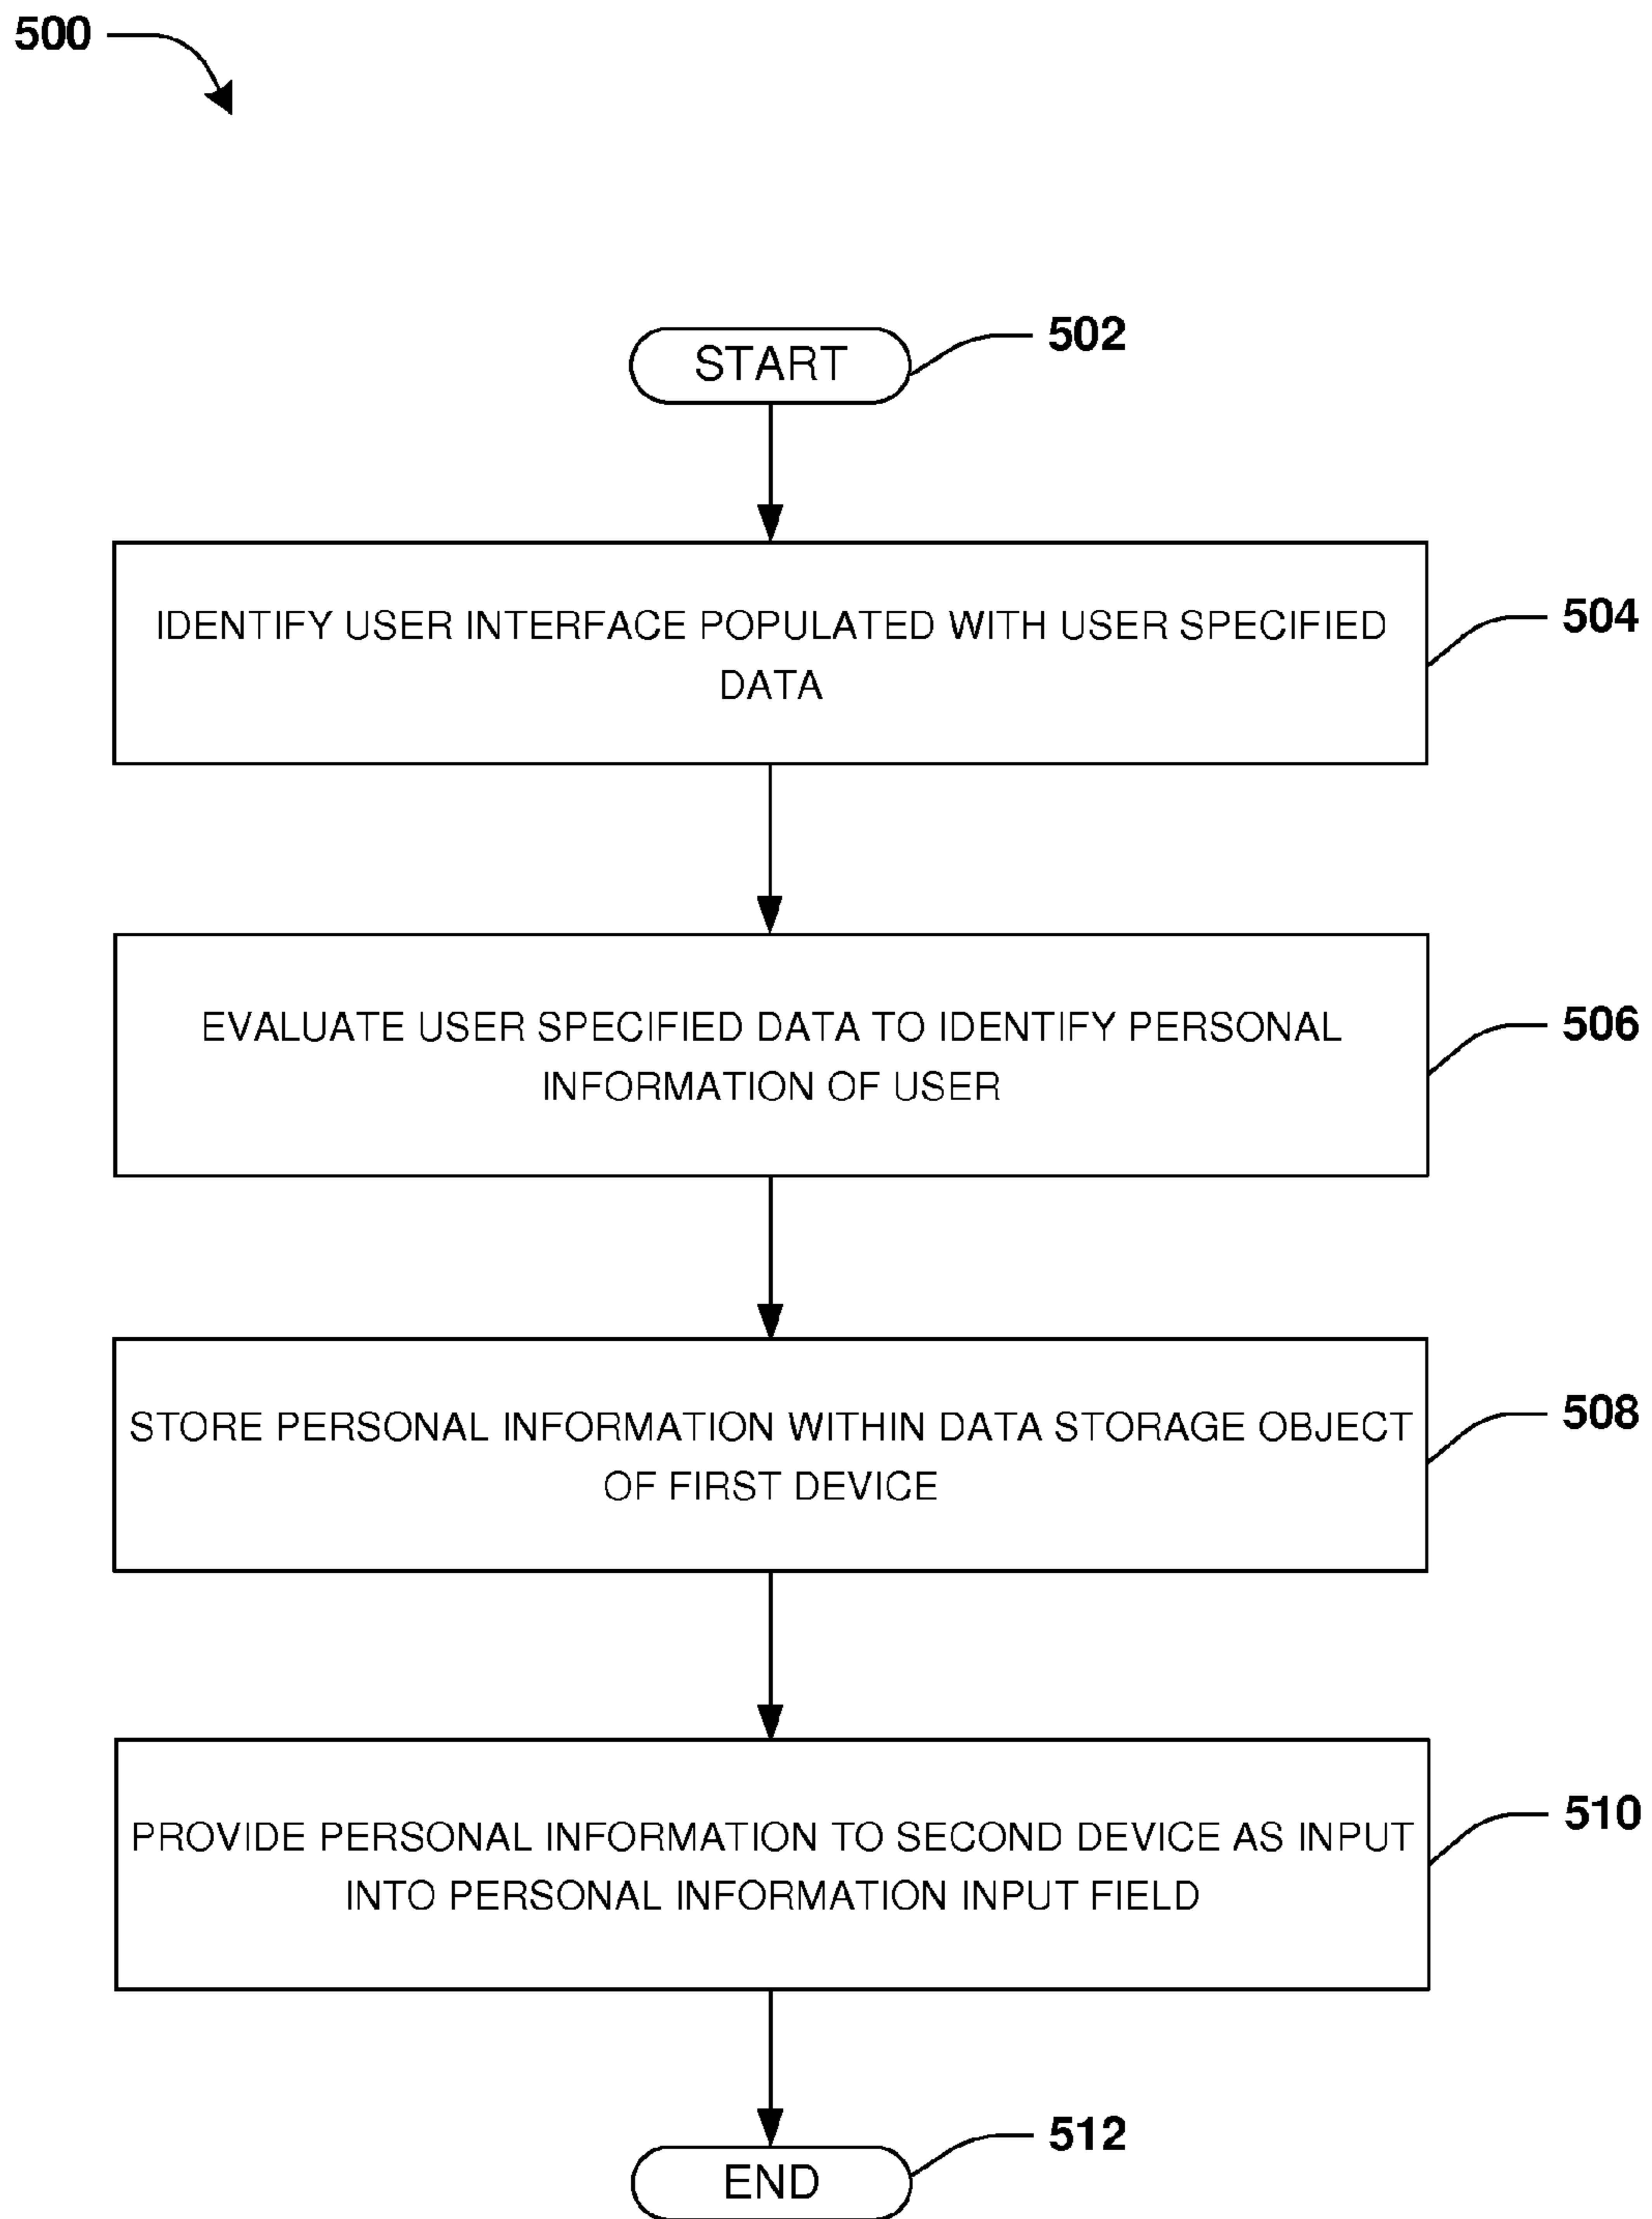 500
START
502
IDENTIFY USER INTERFACE POPULATED WITH USER SPECIFIED
DATA
504
EVALUATE USER SPECIFIED DATA TO IDENTIFY PERSONAL
INFORMATION OF USER
506
STORE PERSONAL INFORMATION WITHIN DATA STORAGE OBJECT
OF FIRST DEVICE
508
PROVIDE PERSONAL INFORMATION TO SECOND DEVICE AS INPUT
INTO PERSONAL INFORMATION INPUT FIELD
510
END
512